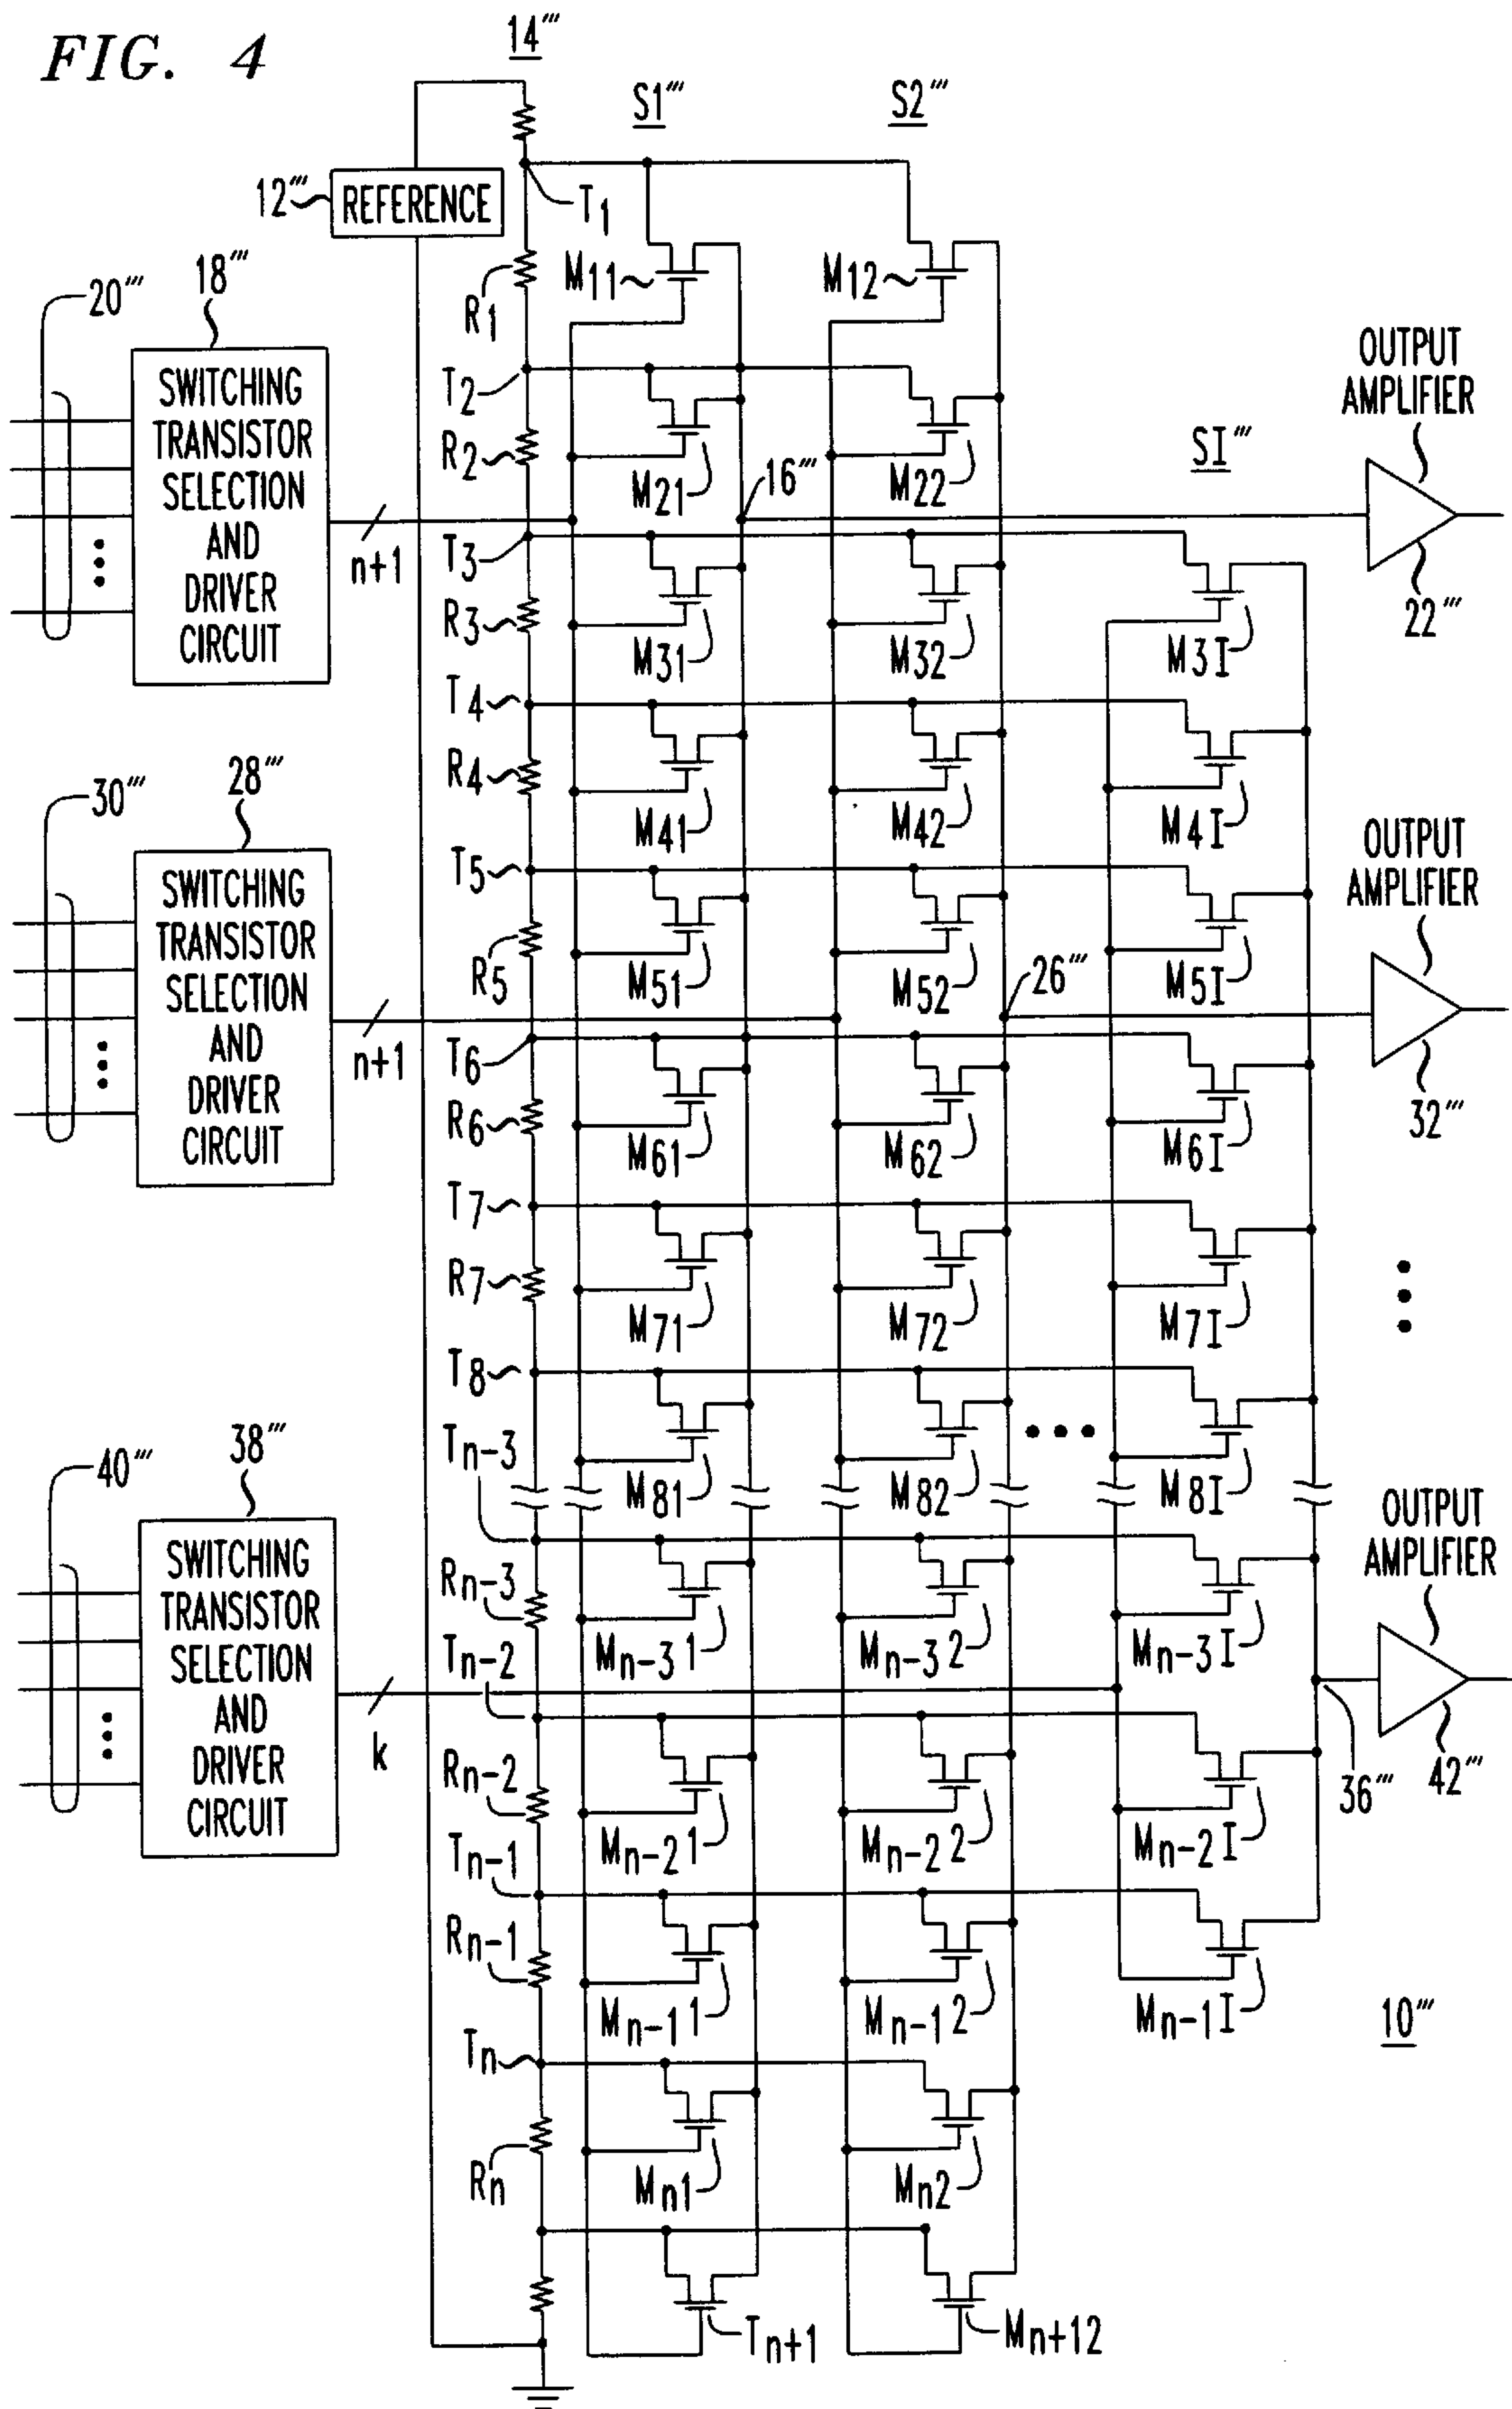 FIG. 4
14'''
S1'''
S2'''
12'''
REFERENCE
T1
M11
M12
R1
20'''
18'''
SWITCHING
TRANSISTOR
SELECTION
AND
DRIVER
CIRCUIT
n+1
T2
R2
M21
M22
16'''
SI'''
OUTPUT
AMPLIFIER
22'''
T3
R3
M31
M32
M3I
T4
R4
M41
M42
M4I
30'''
28'''
SWITCHING
TRANSISTOR
SELECTION
AND
DRIVER
CIRCUIT
n+1
T5
R5
M51
M52
M5I
26'''
OUTPUT
AMPLIFIER
32'''
T6
R6
M61
M62
M6I
T7
R7
M71
M72
M7I
T8
M81
M82
M8I
40'''
38'''
SWITCHING
TRANSISTOR
SELECTION
AND
DRIVER
CIRCUIT
k
Tn-3
Rn-3
Mn-31
Mn-32
Mn-3I
OUTPUT
AMPLIFIER
42'''
36'''
Tn-2
Rn-2
Mn-21
Mn-22
Mn-2I
Tn-1
Rn-1
Mn-11
Mn-12
Mn-1I
10'''
Tn
Rn
Mn1
Mn2
Tn+1
Mn+12